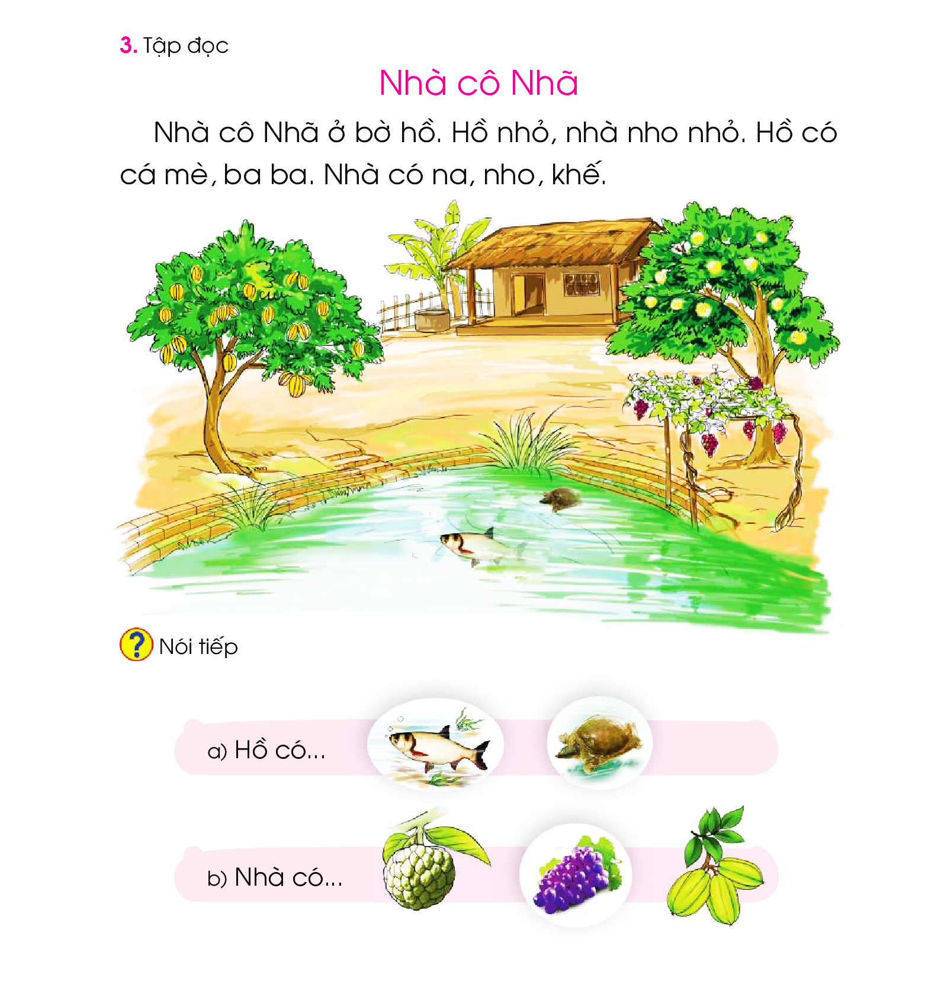 3. Tập đọc
Nhà cô Nhã
Nhà cô Nhã ở bờ hồ. Hồ nhỏ, nhà nho nhỏ. Hồ có
cá mè, ba ba. Nhà có na, nho, khế.
? Nói tiếp
a) Hồ có...
b) Nhà có...